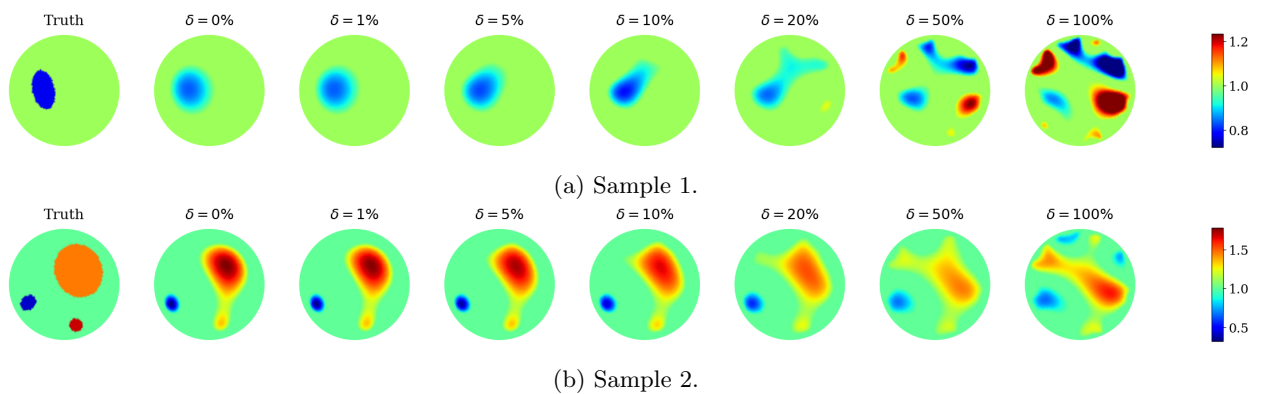 Truth δ = 0% δ = 1% δ = 5% δ = 10% δ = 20% δ = 50% δ = 100%
1.2
1.0
0.8
(a) Sample 1.
Truth δ = 0% δ = 1% δ = 5% δ = 10% δ = 20% δ = 50% δ = 100%
1.5
1.0
0.5
(b) Sample 2.